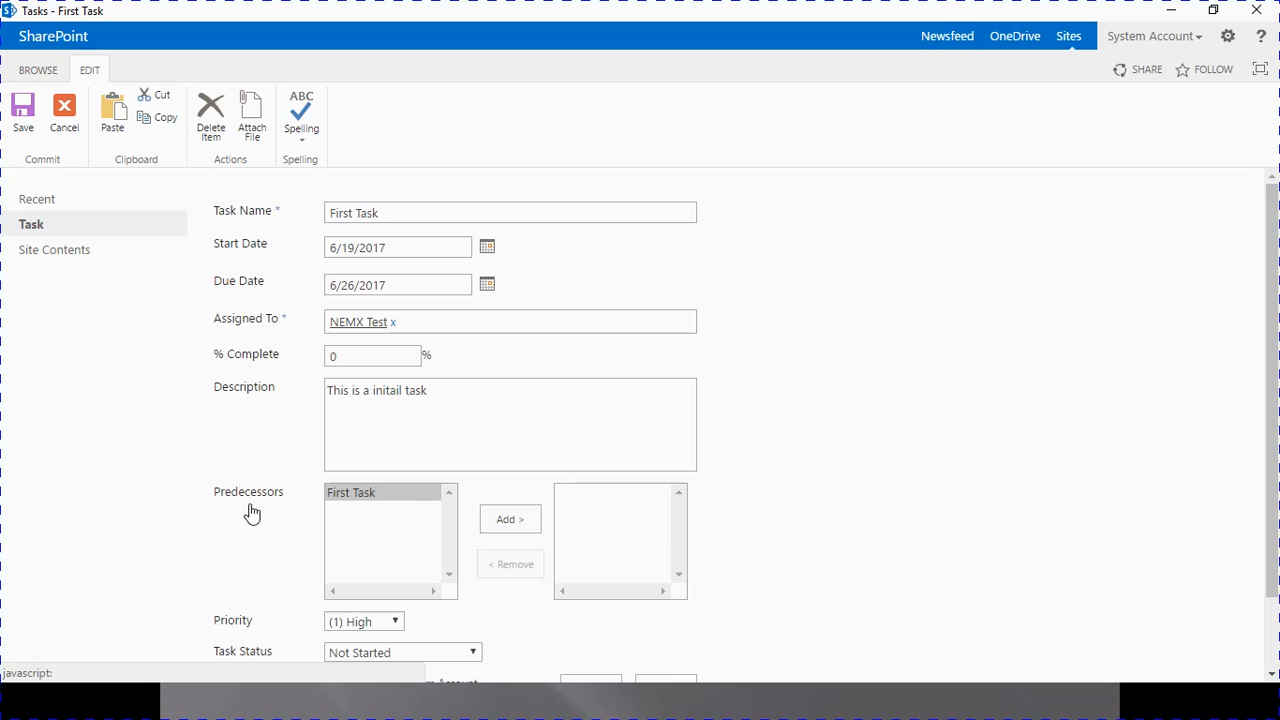 Tasks - First Task
SharePoint
Newsfeed OneDrive Sites System Account ?
BROWSE EDIT SHARE FOLLOW
Save Cancel Paste Cut Copy Delete Item Attach File ABC Spelling
Commit Clipboard Actions Spelling
Recent
Task
Site Contents
Task Name * First Task
Start Date 6/19/2017
Due Date 6/26/2017
Assigned To * NEMX Test x
% Complete 0 %
Description This is a initail task
Predecessors First Task
Add >
< Remove
Priority (1) High
Task Status Not Started
javascript:
Account